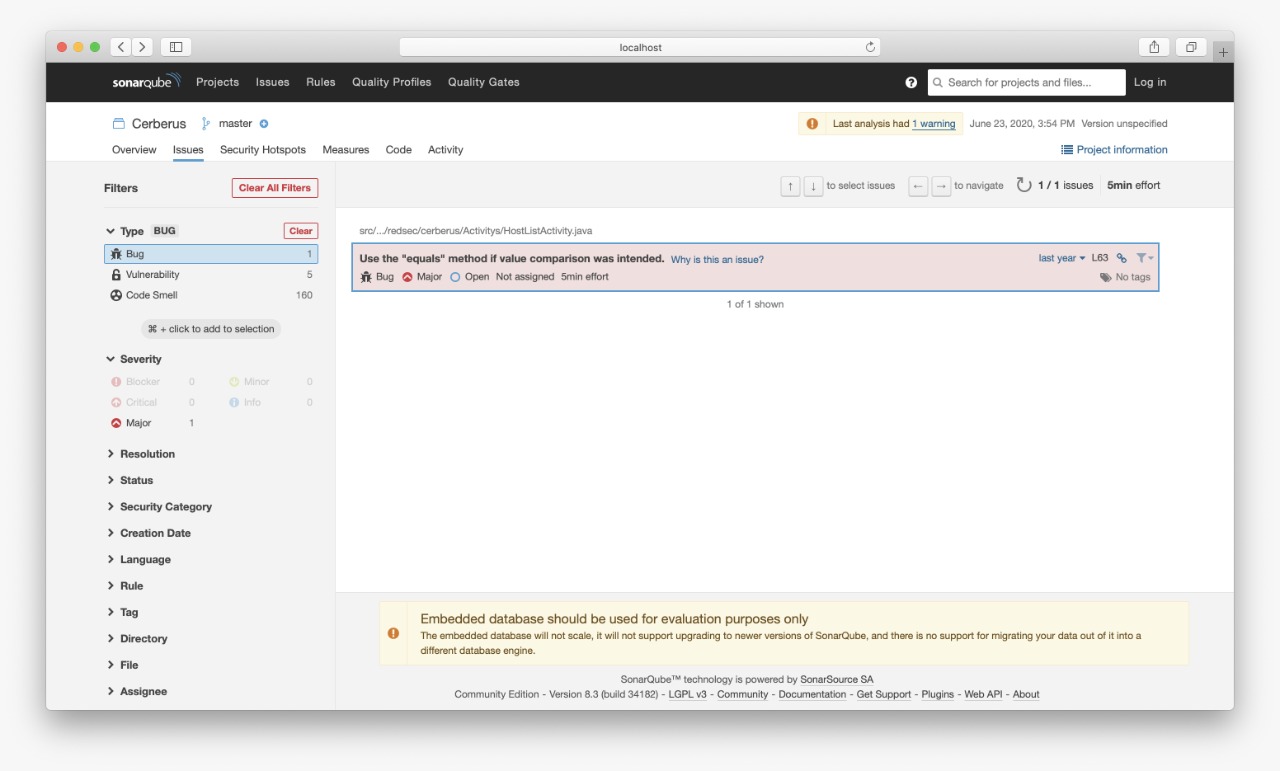 localhost
sonarqube Projects Issues Rules Quality Profiles Quality Gates Search for projects and files... Log in
Cerberus master Last analysis had 1 warning June 23, 2020, 3:54 PM Version unspecified
Overview Issues Security Hotspots Measures Code Activity Project information
Filters Clear All Filters
↑ ↓ to select issues ← → to navigate 1 / 1 issues 5min effort
Type BUG Clear
Bug 1
Vulnerability 5
Code Smell 160
⌘ + click to add to selection
Severity
Blocker 0 Minor 0
Critical 0 Info 0
Major 1
Resolution
Status
Security Category
Creation Date
Language
Rule
Tag
Directory
File
Assignee
src/.../redsec/cerberus/Activitys/HostListActivity.java
Use the "equals" method if value comparison was intended. Why is this an issue? last year L63
Bug Major Open Not assigned 5min effort No tags
1 of 1 shown
Embedded database should be used for evaluation purposes only
The embedded database will not scale, it will not support upgrading to newer versions of SonarQube, and there is no support for migrating your data out of it into a
different database engine.
SonarQube™ technology is powered by SonarSource SA
Community Edition - Version 8.3 (build 34182) - LGPL v3 - Community - Documentation - Get Support - Plugins - Web API - About